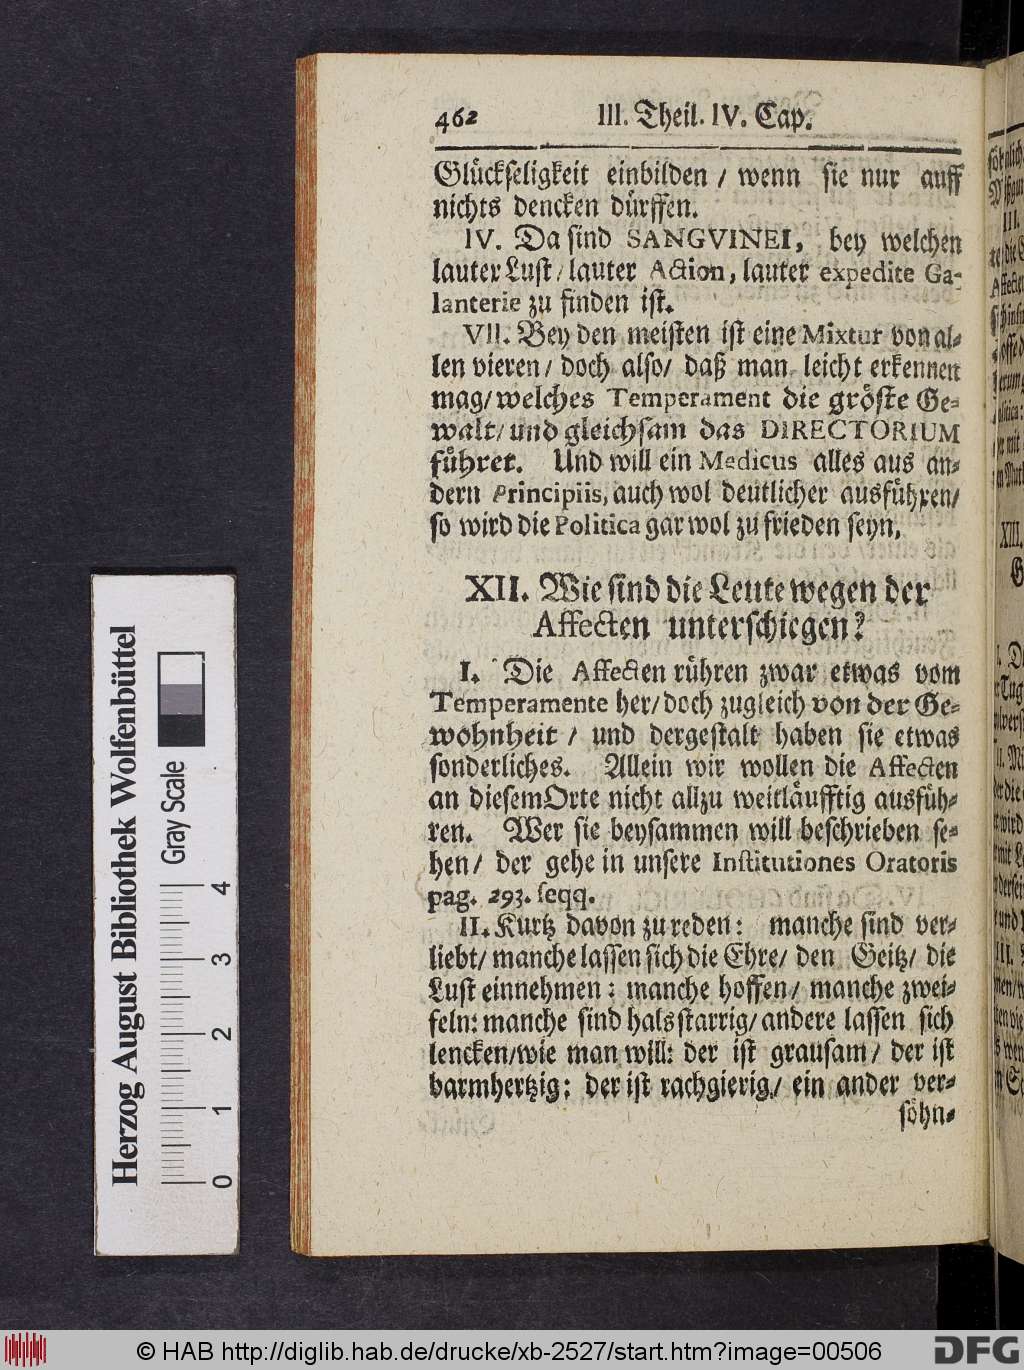 462 III. Theil. IV. Cap.
Glückseligkeit einbilden / wenn sie nur auff
nichts dencken dürffen.
IV. Da sind SANGVINEI, bey welchen
lauter Lust / lauter Action, lauter expedite Ga-
lanterie zu finden ist.
VII. Bey den meisten ist eine Mixtur von al-
len vieren / doch also / daß man leicht erkennen
mag / welches Temperament die gröste Ge-
walt / und gleichsam das DIRECTORIUM
führet. Und will ein Medicus alles aus an-
dern Principiis, auch wol deutlicher ausführen /
so wird die Politica gar wol zu frieden seyn.
XII. Wie sind die Leute wegen der
Affecten unterschiegen?
I. Die Affecten rühren zwar etwas vom
Temperamente her / doch zugleich von der Ge-
wohnheit / und dergestalt haben sie etwas
sonderliches. Allein wir wollen die Affecten
an diesem Orte nicht allzu weitläufftig ausfüh-
ren. Wer sie beysammen will beschrieben se-
hen / der gehe in unsere Institutiones Oratoris
pag. 293. seqq.
II. Kurtz davon zu reden: manche sind ver-
liebt / manche lassen sich die Ehre / den Geitz / die
Lust einnehmen: manche hoffen / manche zwei-
feln: manche sind halsstarrig / andere lassen sich
lencken / wie man will: der ist grausam / der ist
barmhertzig: der ist rachgierig / ein ander ver-
söhn-
Herzog August Bibliothek Wolfenbüttel
Gray Scale
0 1 2 3 4
© HAB http://diglib.hab.de/drucke/xb-2527/start.htm?image=00506
DFG